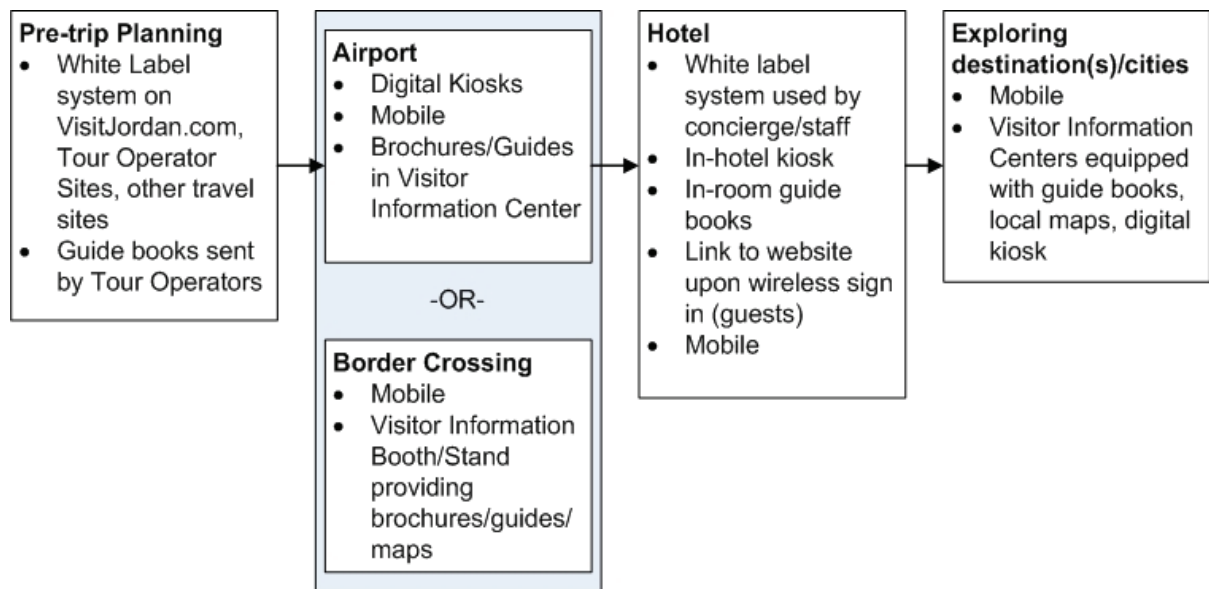 Pre-trip Planning
• White Label
system on
VisitJordan.com,
Tour Operator
Sites, other travel
sites
• Guide books sent
by Tour Operators
Airport
• Digital Kiosks
• Mobile
• Brochures/Guides
in Visitor
Information Center
-OR-
Border Crossing
• Mobile
• Visitor Information
Booth/Stand
providing
brochures/guides/
maps
Hotel
• White label
system used by
concierge/staff
• In-hotel kiosk
• In-room guide
books
• Link to website
upon wireless sign
in (guests)
• Mobile
Exploring
destination(s)/cities
• Mobile
• Visitor Information
Centers equipped
with guide books,
local maps, digital
kiosk